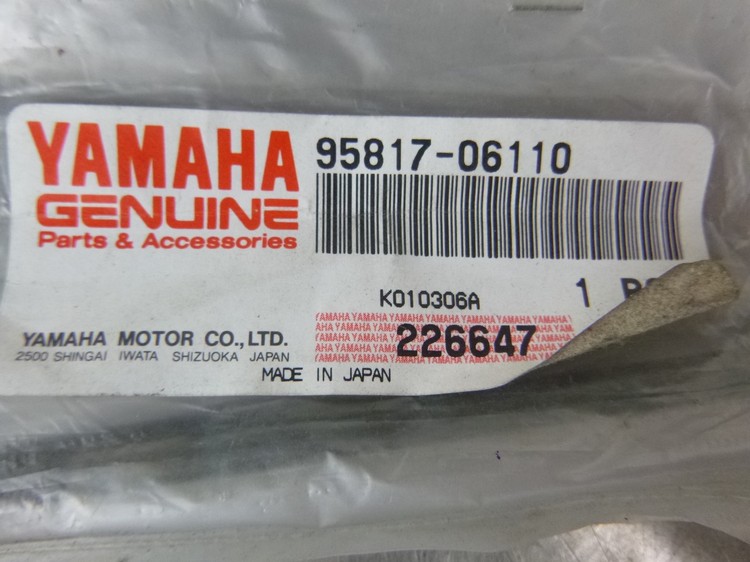 YAMAHA
GENUINE
Parts & Accessories
95817-06110
K010306A
1
YAMAHA MOTOR CO., LTD.
2500 SHINGAI IWATA SHIZUOKA JAPAN
226647
MADE IN JAPAN